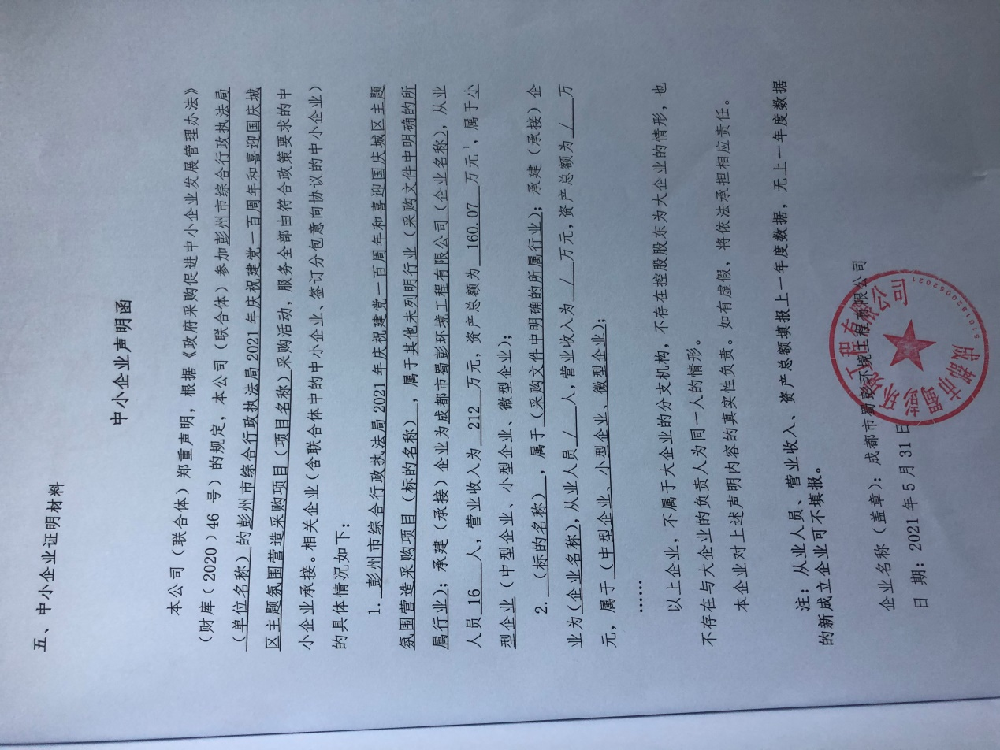 五、中小企业证明材料
中小企业声明函
本公司（联合体）郑重声明，根据《政府采购促进中小企业发展管理办法》
（财库﹝2020﹞46 号）的规定，本公司（联合体）参加彭州市综合行政执法局
（单位名称）的彭州市综合行政执法局 2021 年庆祝建党一百周年和喜迎国庆城
区主题氛围营造采购项目（项目名称）采购活动，服务全部由符合政策要求的中
小企业承接。相关企业（含联合体中的中小企业、签订分包意向协议的中小企业）
的具体情况如下：
1. 彭州市综合行政执法局 2021 年庆祝建党一百周年和喜迎国庆城区主题
氛围营造采购项目（标的名称），属于其他未列明行业（采购文件中明确的所
属行业）；承建（承接）企业为成都市蜀彭环境工程有限公司（企业名称），从业
人员 16 人，营业收入为 212 万元，资产总额为 160.07 万元¹，属于小
型企业（中型企业、小型企业、微型企业）；
2. （标的名称），属于（采购文件中明确的所属行业）；承建（承接）企
业为（企业名称），从业人员 / 人，营业收入为 / 万元，资产总额为 / 万
元，属于（中型企业、小型企业、微型企业）；
……
以上企业，不属于大企业的分支机构，不存在控股股东为大企业的情形，也
不存在与大企业的负责人为同一人的情形。
本企业对上述声明内容的真实性负责。如有虚假，将依法承担相应责任。
注：从业人员、营业收入、资产总额填报上一年度数据，无上一年度数据
的新成立企业可不填报。
企业名称（盖章）：成都市蜀彭环境工程有限公司
日 期：2021 年 5 月 31 日
成都市蜀彭环境工程有限公司
5101820052021